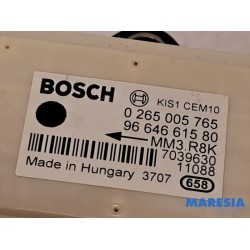 BOSCH KIS1 CEM10
0 265 005 765
96 646 615 80
MM3.R8K
7039630
11088
Made in Hungary 3707 658
MARESIA